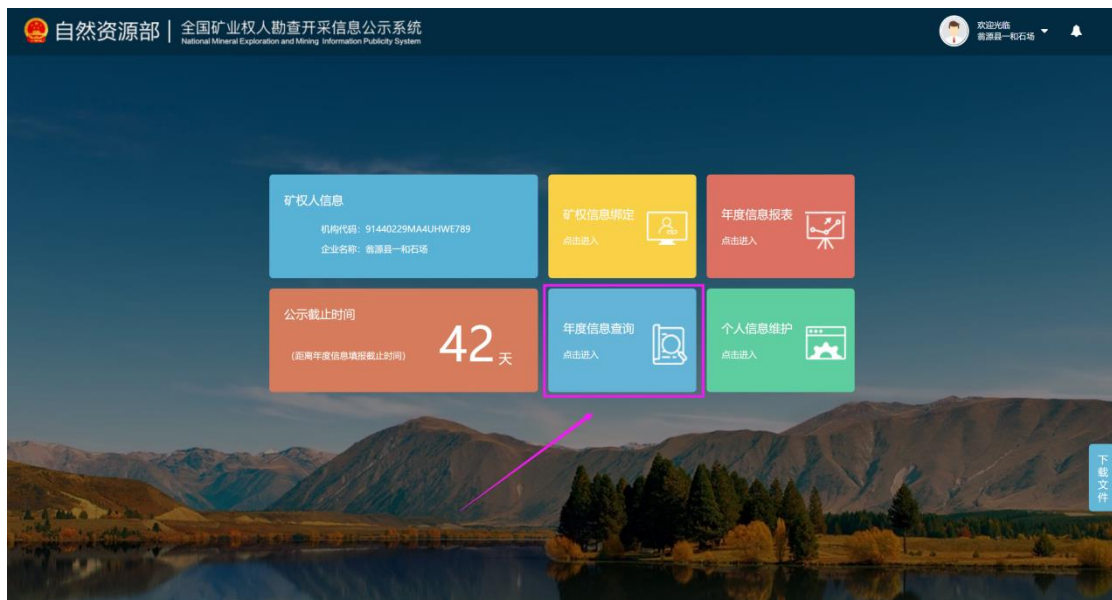 自然资源部
全国矿业权人勘查开采信息公示系统
National Mineral Exploration and Mining Information Publicity System
欢迎光临
翁源县一和石场
矿权人信息
机构代码：91440229MA4UHWE789
企业名称：翁源县一和石场
矿权信息绑定
点击进入
年度信息报表
点击进入
公示截止时间
（距离年度信息填报截止时间）
42 天
年度信息查询
点击进入
个人信息维护
点击进入
下载文件